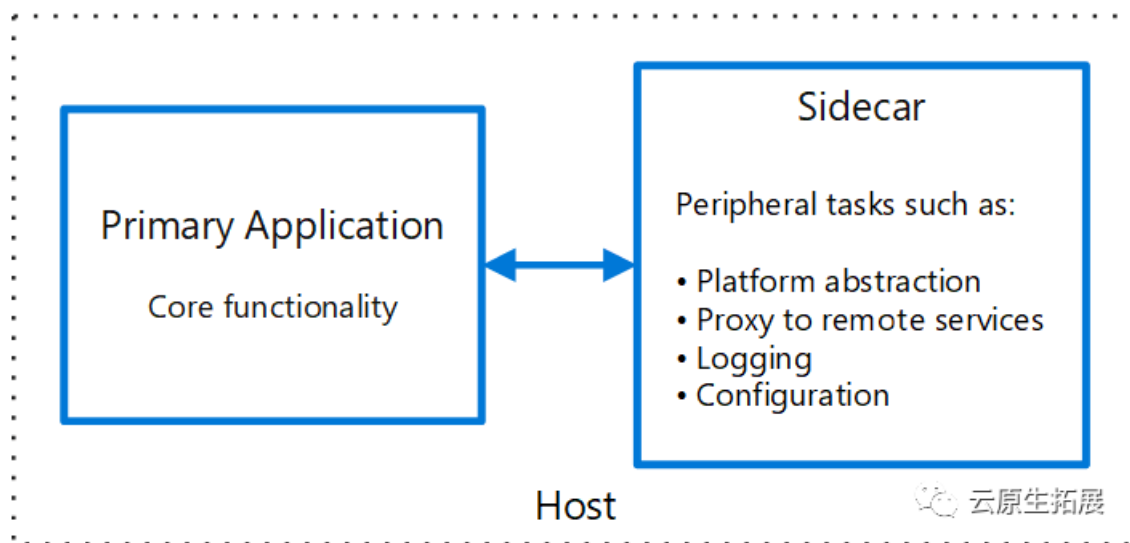 Primary Application
Core functionality
Sidecar
Peripheral tasks such as:
• Platform abstraction
• Proxy to remote services
• Logging
• Configuration
Host
云原生拓展